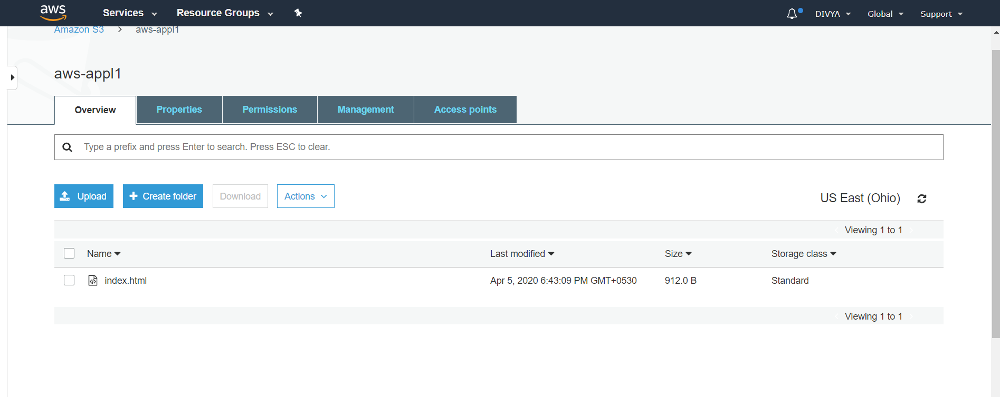 aws Services Resource Groups DIVYA Global Support
Amazon S3 > aws-appl1
aws-appl1
Overview Properties Permissions Management Access points
Type a prefix and press Enter to search. Press ESC to clear.
Upload Create folder Download Actions US East (Ohio)
Viewing 1 to 1
Name Last modified Size Storage class
index.html Apr 5, 2020 6:43:09 PM GMT+0530 912.0 B Standard
Viewing 1 to 1